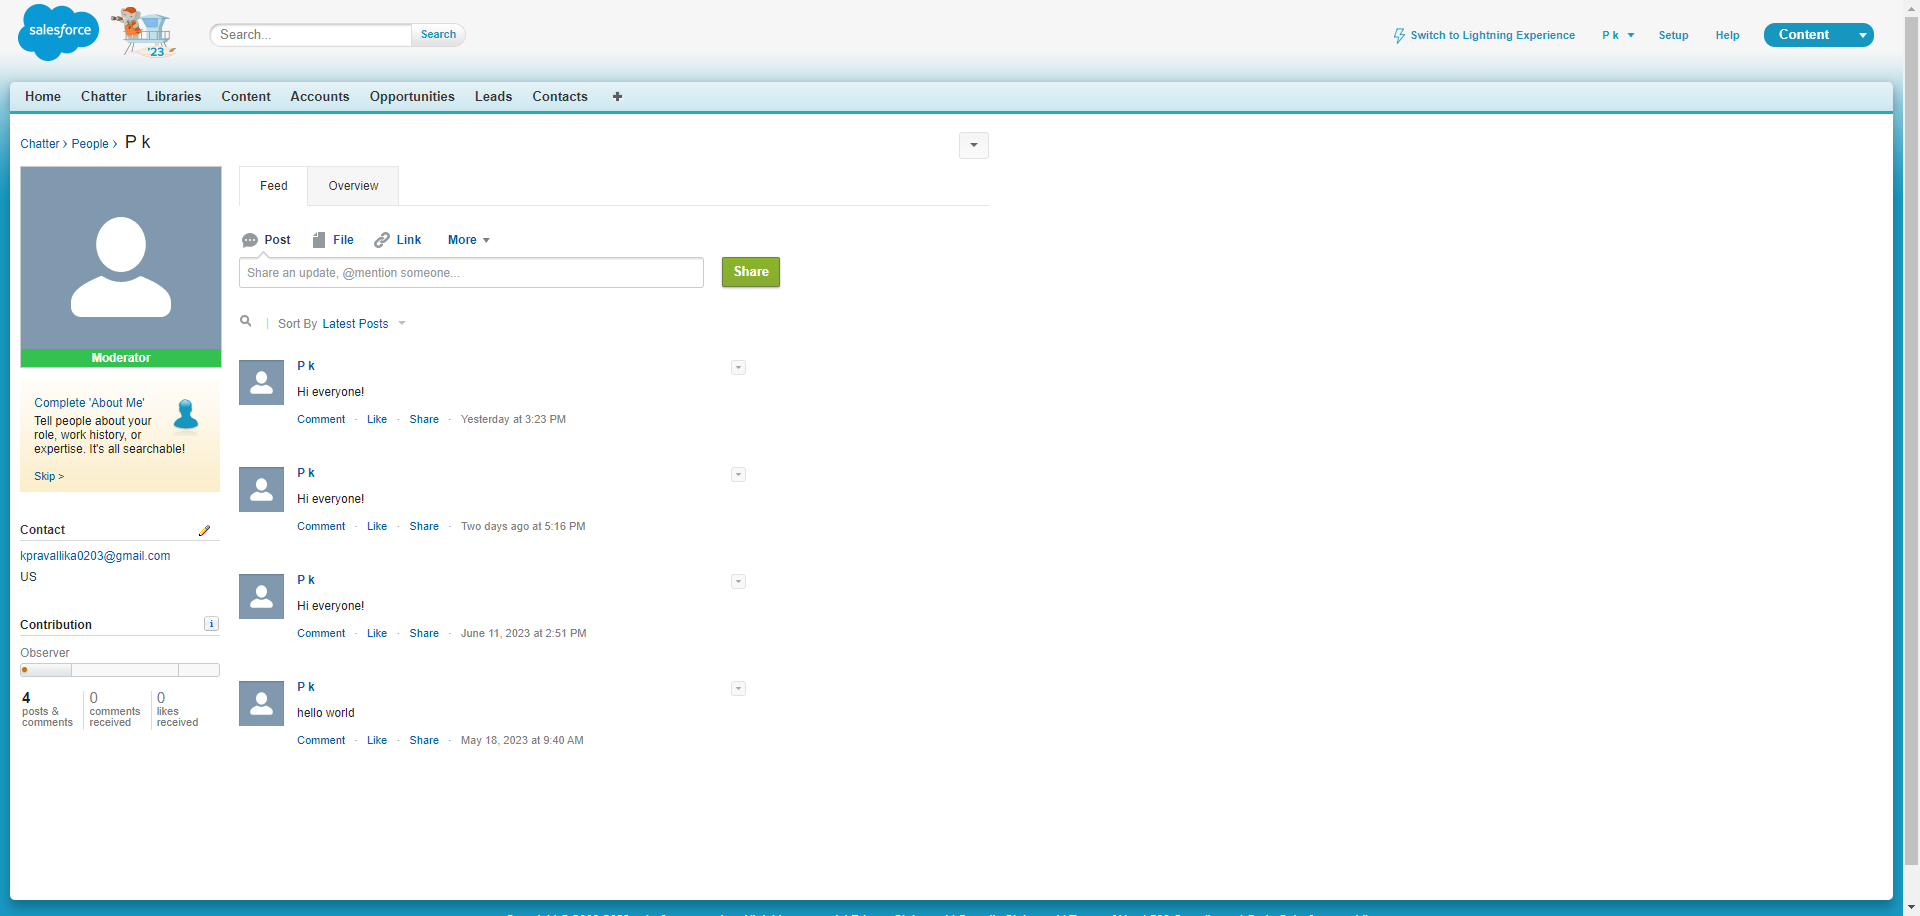 salesforce
'23
Search...
Search
Switch to Lightning Experience
P k
Setup
Help
Content
Home
Chatter
Libraries
Content
Accounts
Opportunities
Leads
Contacts
Chatter › People › P k
Moderator
Complete 'About Me'
Tell people about your
role, work history, or
expertise. It's all searchable!
Skip >
Contact
kpravallika0203@gmail.com
US
Contribution
Observer
4
posts &
comments
0
comments
received
0
likes
received
Feed
Overview
Post
File
Link
More
Share an update, @mention someone...
Share
Sort By Latest Posts
P k
Hi everyone!
Comment · Like · Share · Yesterday at 3:23 PM
P k
Hi everyone!
Comment · Like · Share · Two days ago at 5:16 PM
P k
Hi everyone!
Comment · Like · Share · June 11, 2023 at 2:51 PM
P k
hello world
Comment · Like · Share · May 18, 2023 at 9:40 AM